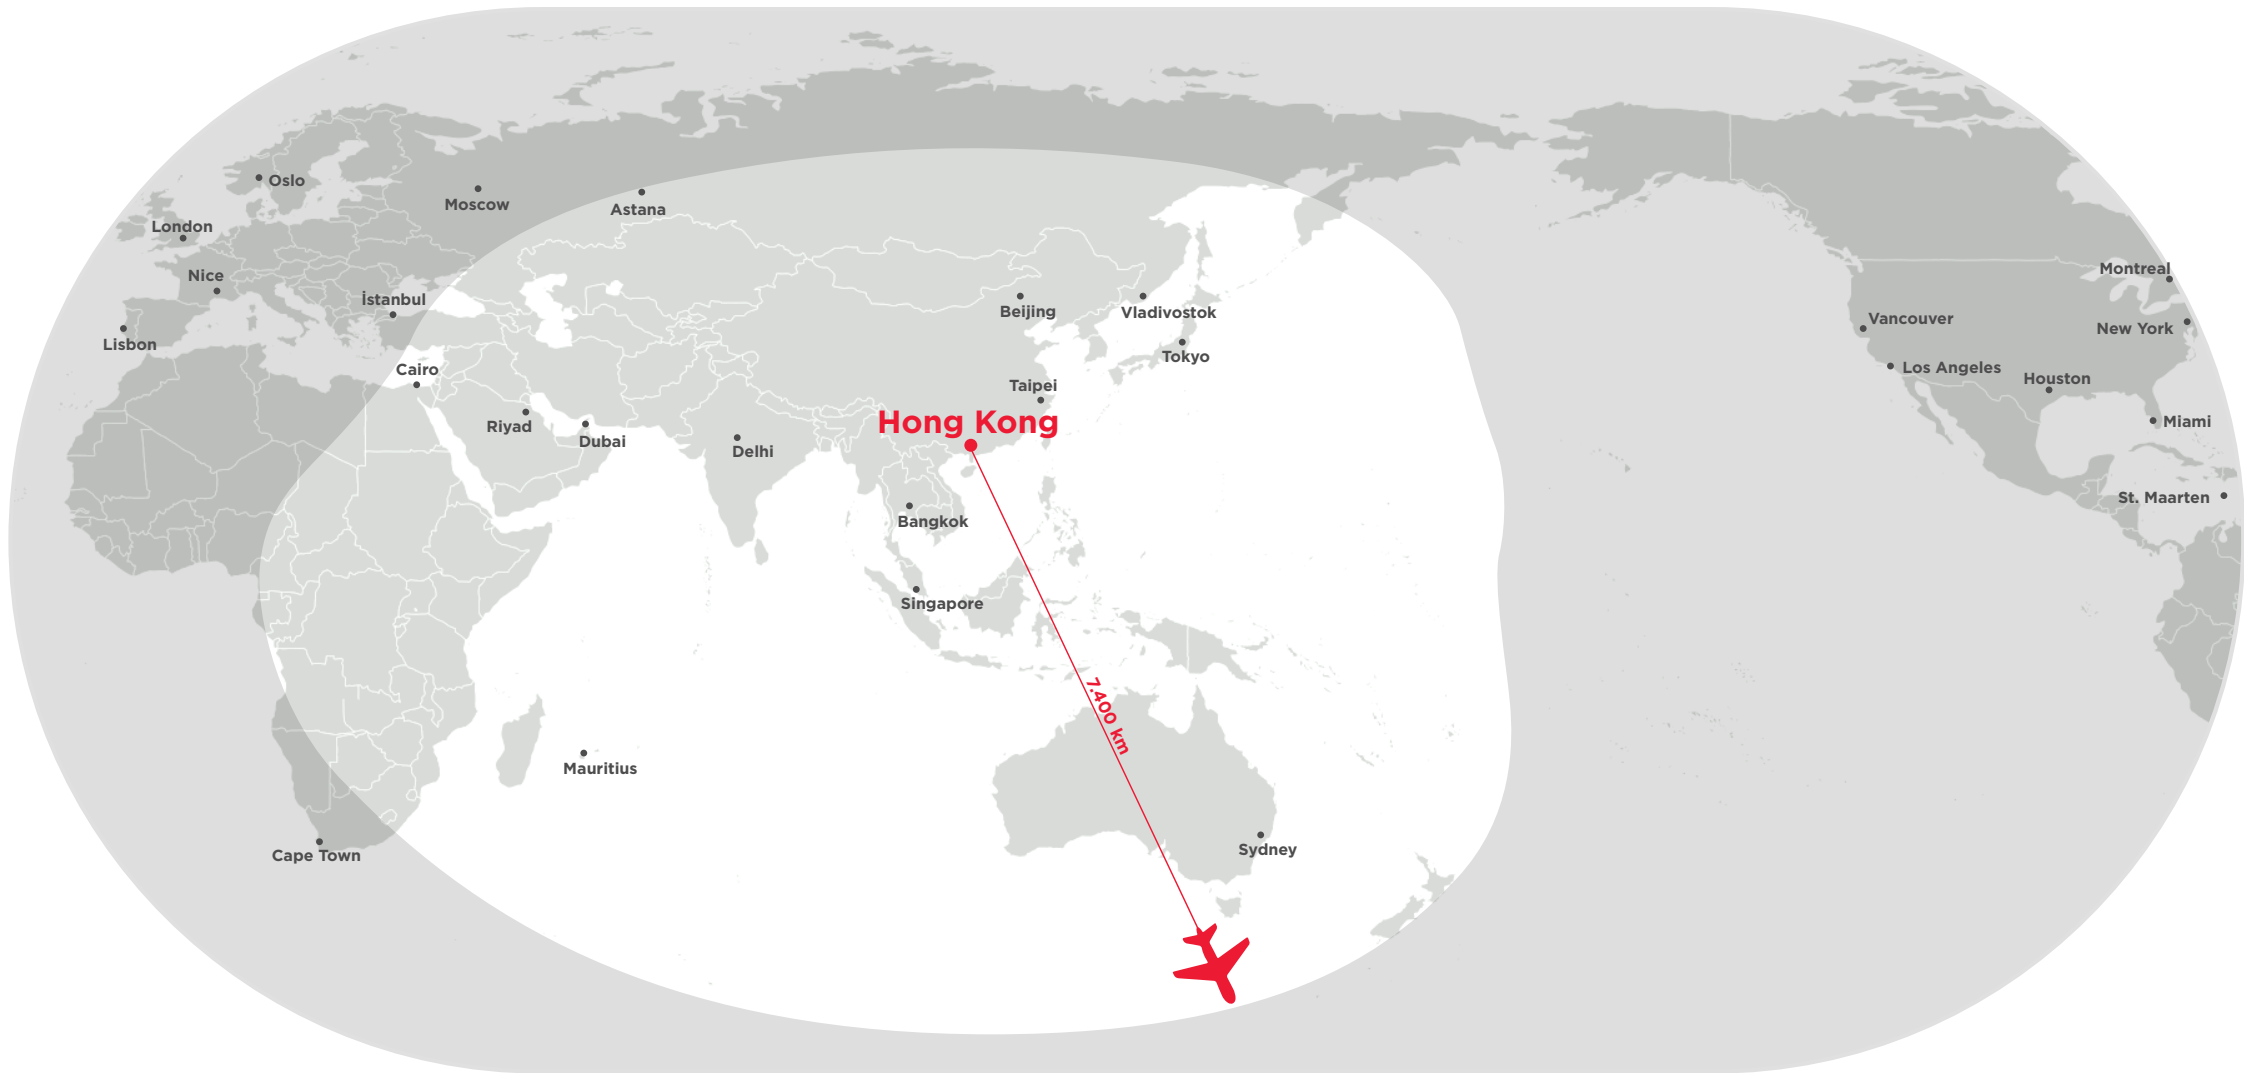 Oslo
Moscow
Astana
London
Nice
İstanbul
Lisbon
Cairo
Riyad
Dubai
Delhi
Beijing
Vladivostok
Tokyo
Taipei
Hong Kong
Bangkok
Singapore
7.400 km
Mauritius
Sydney
Cape Town
Montreal
Vancouver
New York
Los Angeles
Houston
Miami
St. Maarten